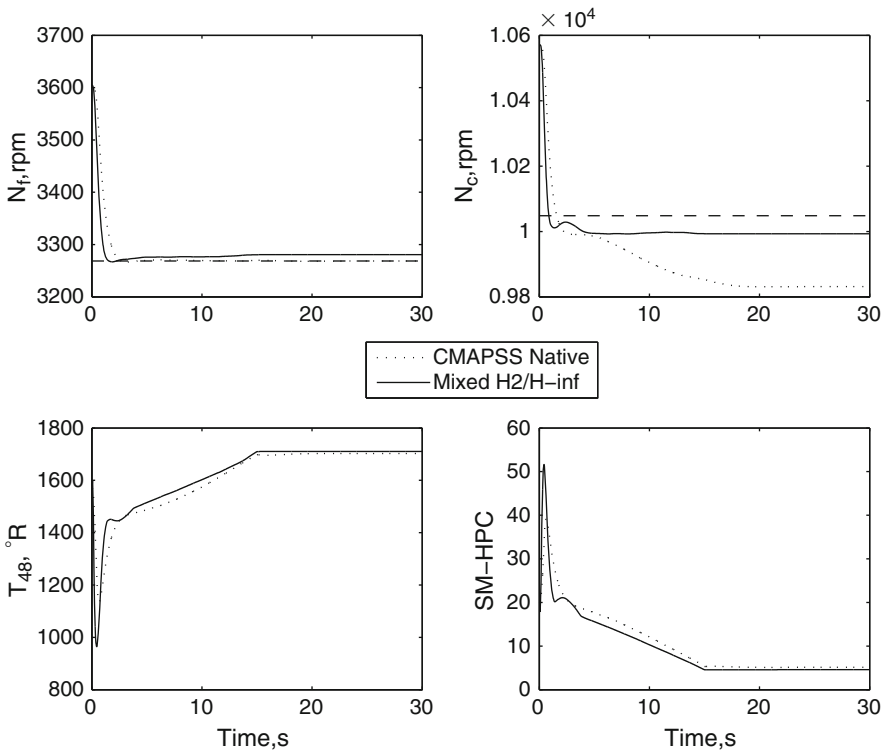 3700
3600
3500
3400
3300
3200
N_f,rpm
0 10 20 30
× 10^4
1.06
1.04
1.02
1
0.98
N_c,rpm
0 10 20 30
CMAPSS Native
Mixed H2/H−inf
1800
1600
1400
1200
1000
800
T_48, °R
0 10 20 30
Time,s
60
50
40
30
20
10
0
SM−HPC
0 10 20 30
Time,s